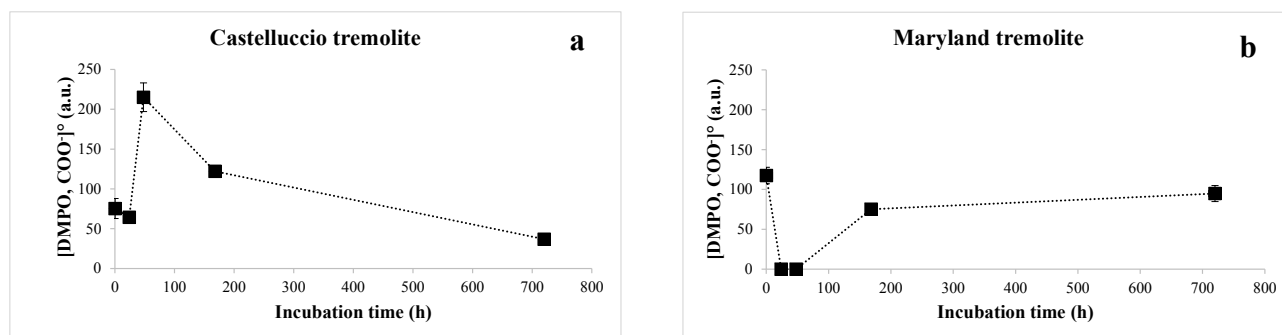 Castelluccio tremolite
a
[DMPO, COO⁻]° (a.u.)
250
200
150
100
50
0
0 100 200 300 400 500 600 700 800
Incubation time (h)
Maryland tremolite
b
[DMPO, COO⁻]° (a.u.)
250
200
150
100
50
0
0 100 200 300 400 500 600 700 800
Incubation time (h)